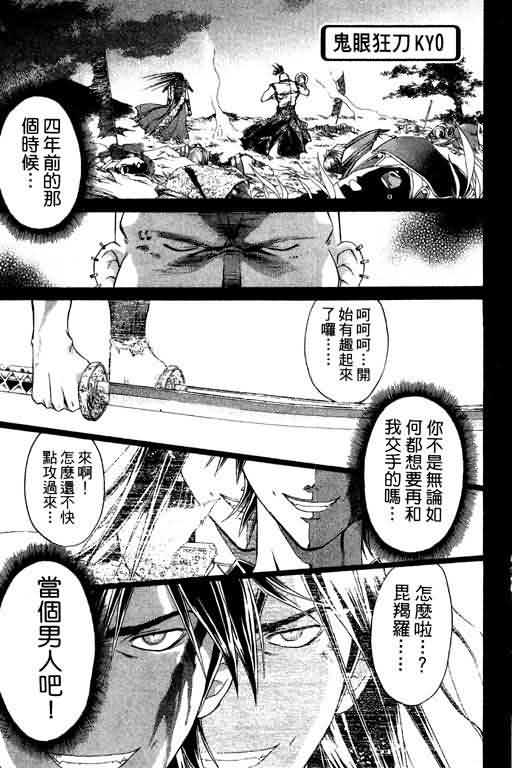 鬼眼狂刀KYO
四年前的那
個時候…
呵呵呵…開
始有趣起來
了囉……
你不是無論如
何都想要再和
我交手的嗎…
來啊！
怎麼還不快
點攻過來…
怎麼啦…？
毘羯羅
……
當個男人吧！